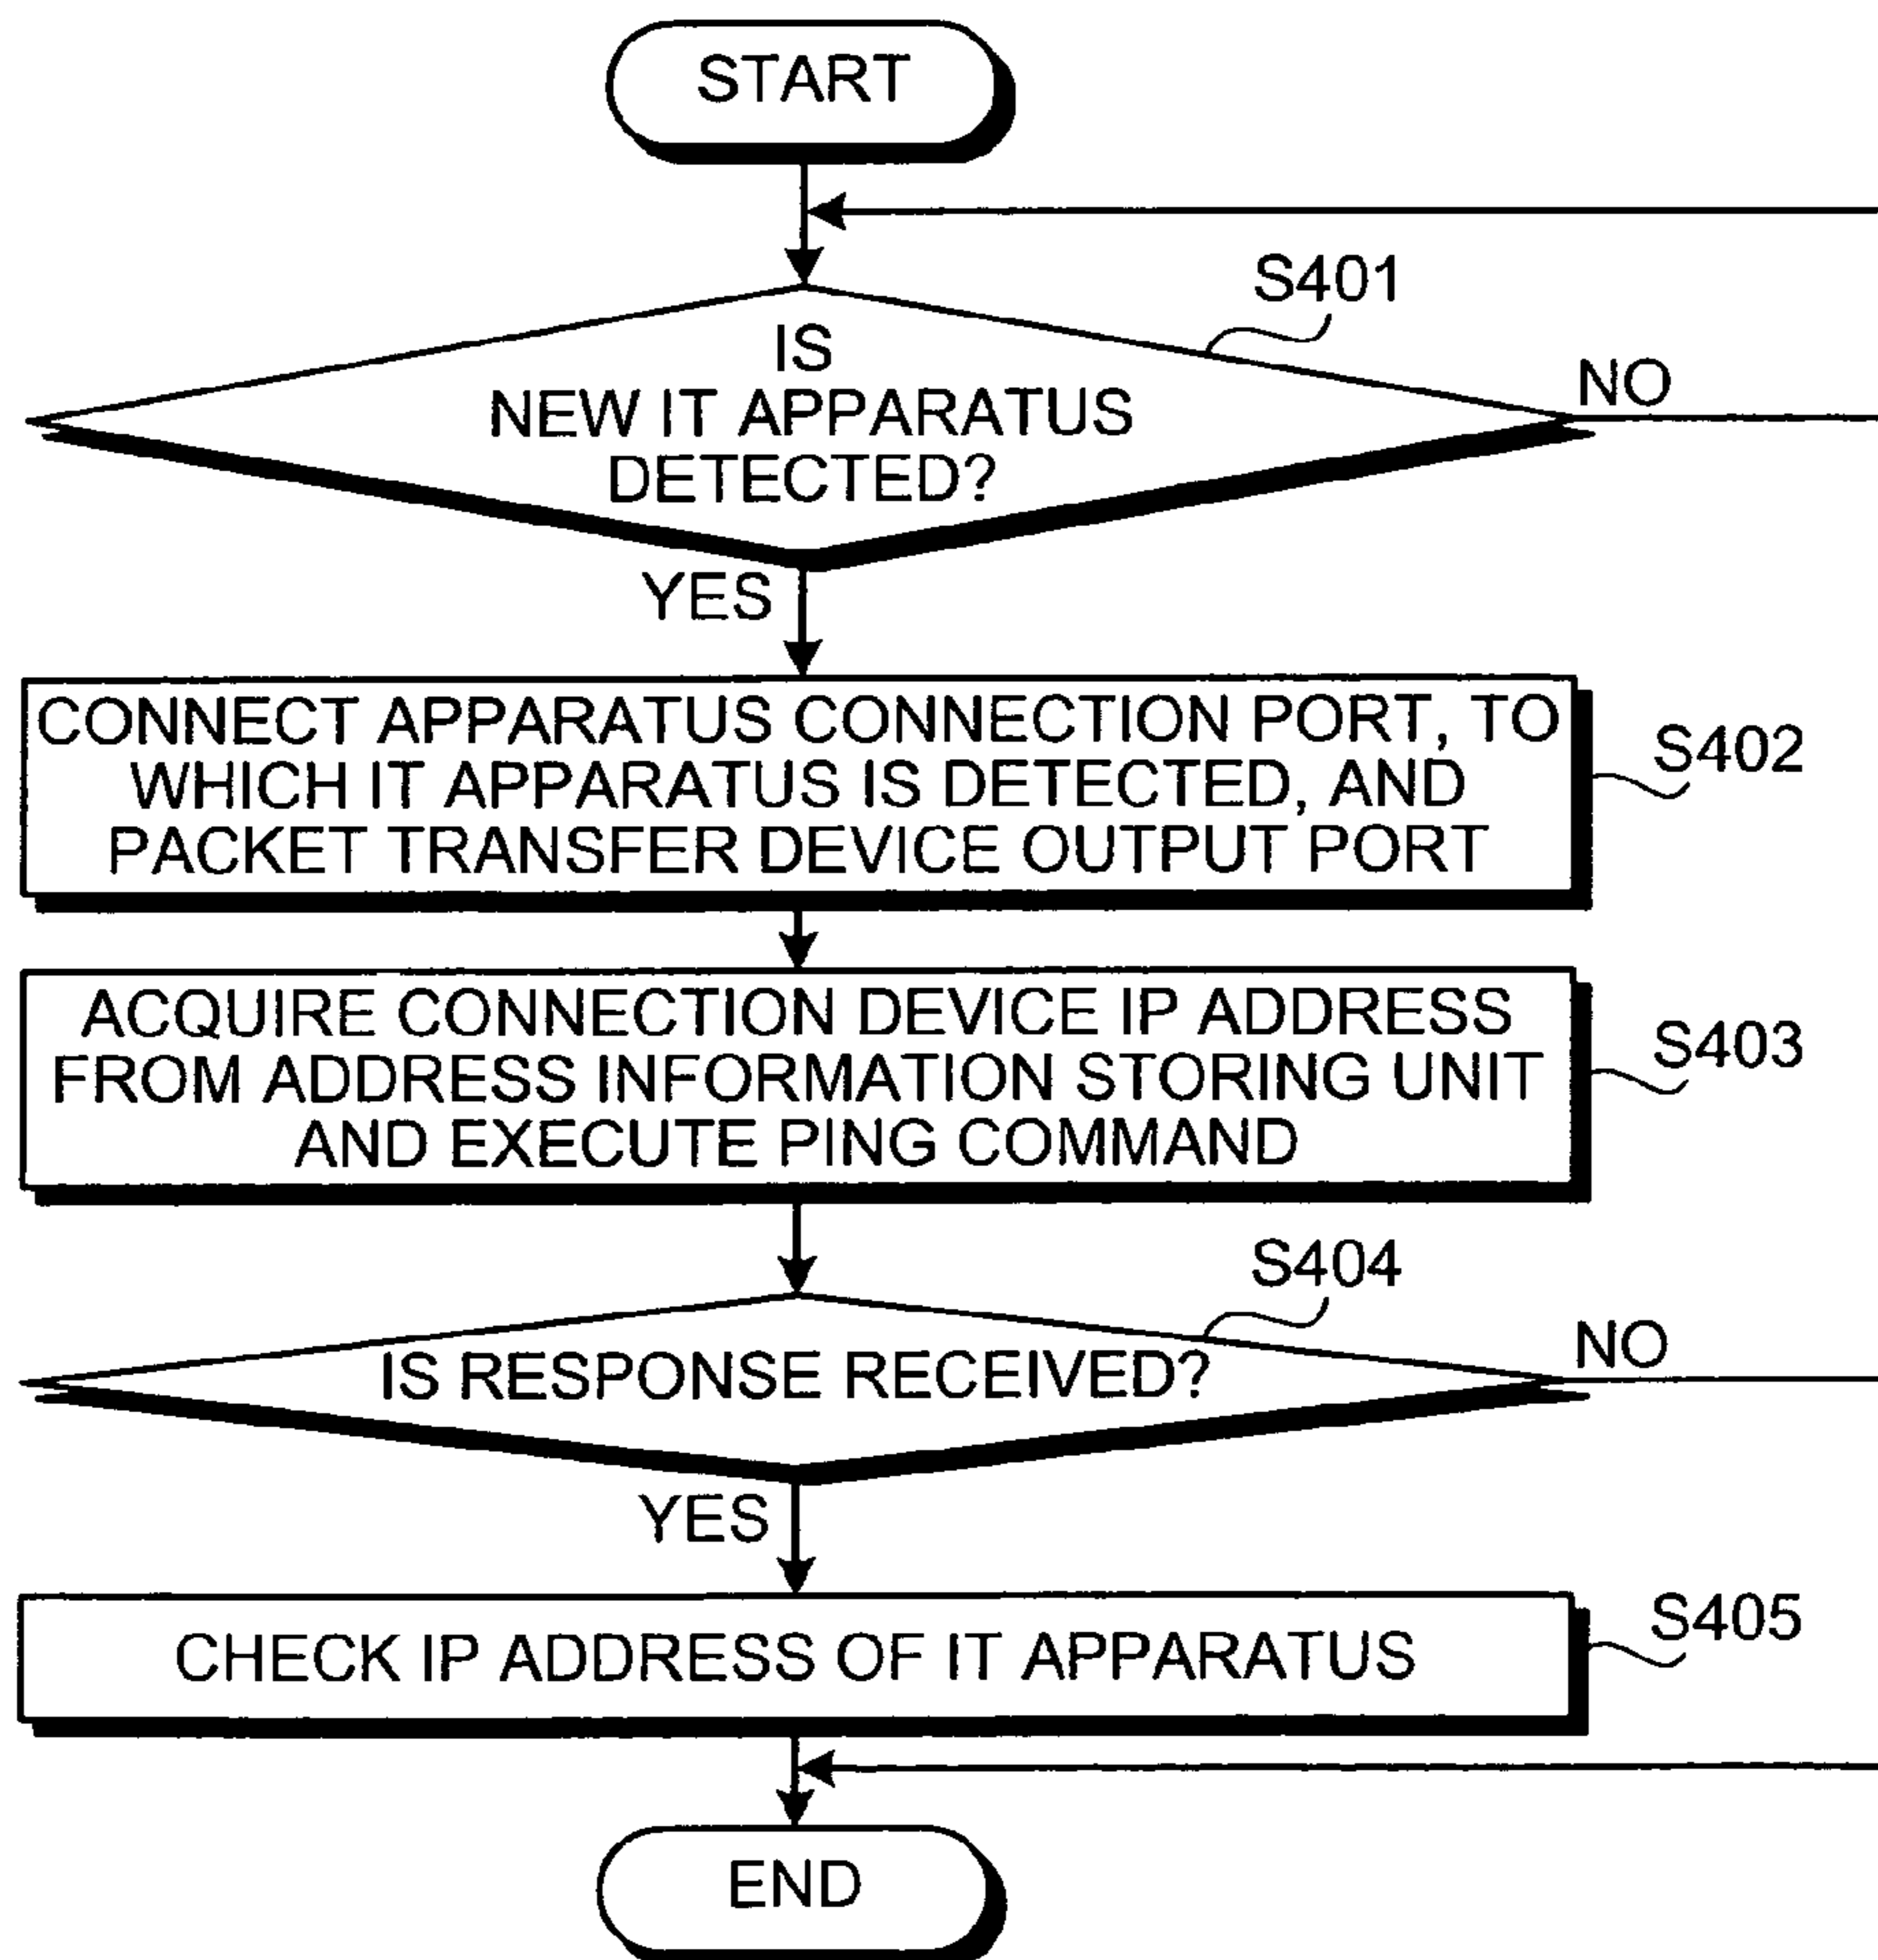 START
S401
IS
NEW IT APPARATUS
DETECTED?
NO
YES
CONNECT APPARATUS CONNECTION PORT, TO
WHICH IT APPARATUS IS DETECTED, AND
PACKET TRANSFER DEVICE OUTPUT PORT
S402
ACQUIRE CONNECTION DEVICE IP ADDRESS
FROM ADDRESS INFORMATION STORING UNIT
AND EXECUTE PING COMMAND
S403
S404
IS RESPONSE RECEIVED?
NO
YES
CHECK IP ADDRESS OF IT APPARATUS
S405
END